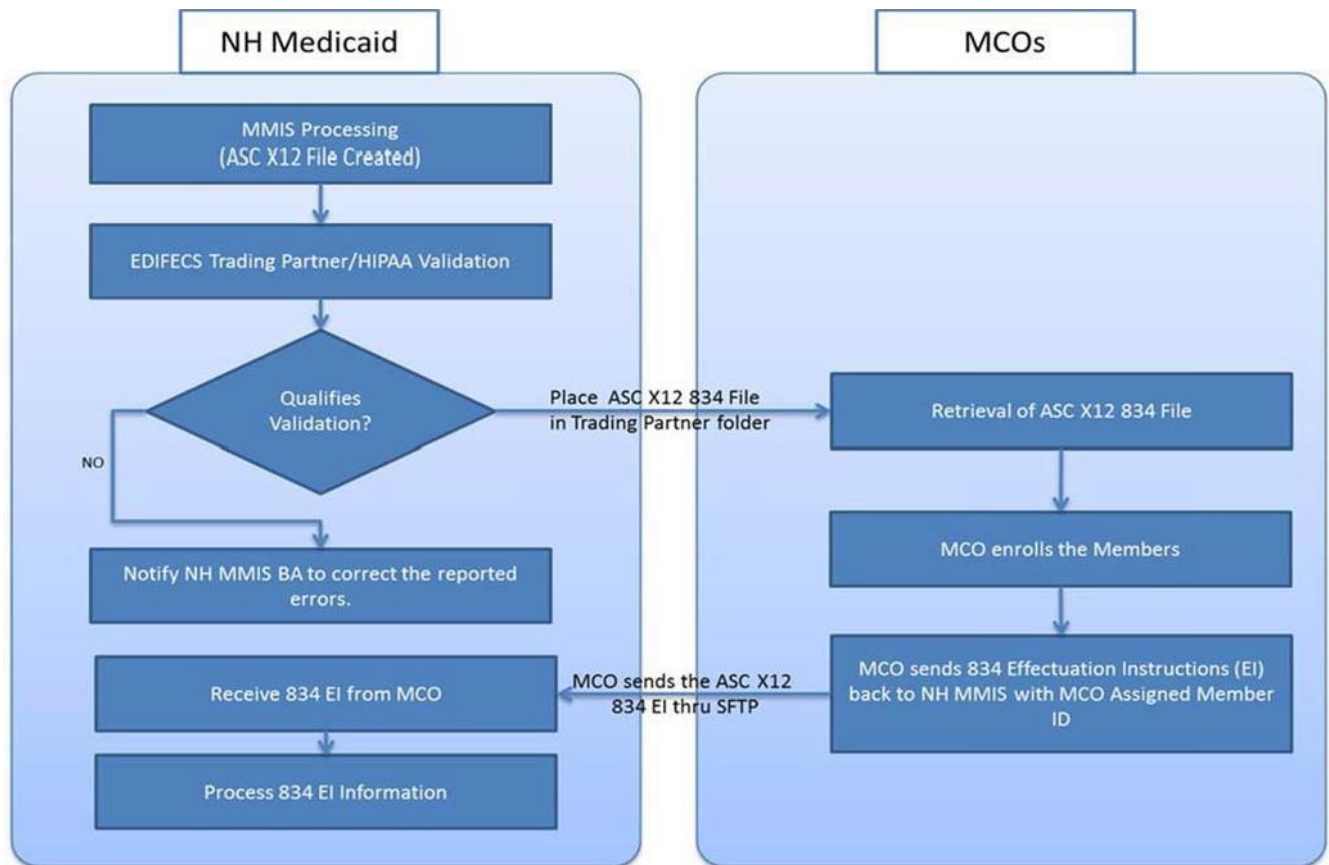 NH Medicaid
MCOs
MMIS Processing
(ASC X12 File Created)
EDIFECS Trading Partner/HIPAA Validation
Qualifies
Validation?
NO
Place ASC X12 834 File
in Trading Partner folder
Retrieval of ASC X12 834 File
MCO enrolls the Members
Notify NH MMIS BA to correct the reported
errors.
MCO sends 834 Effectuation Instructions (EI)
back to NH MMIS with MCO Assigned Member
ID
MCO sends the ASC X12
834 EI thru SFTP
Receive 834 EI from MCO
Process 834 EI Information